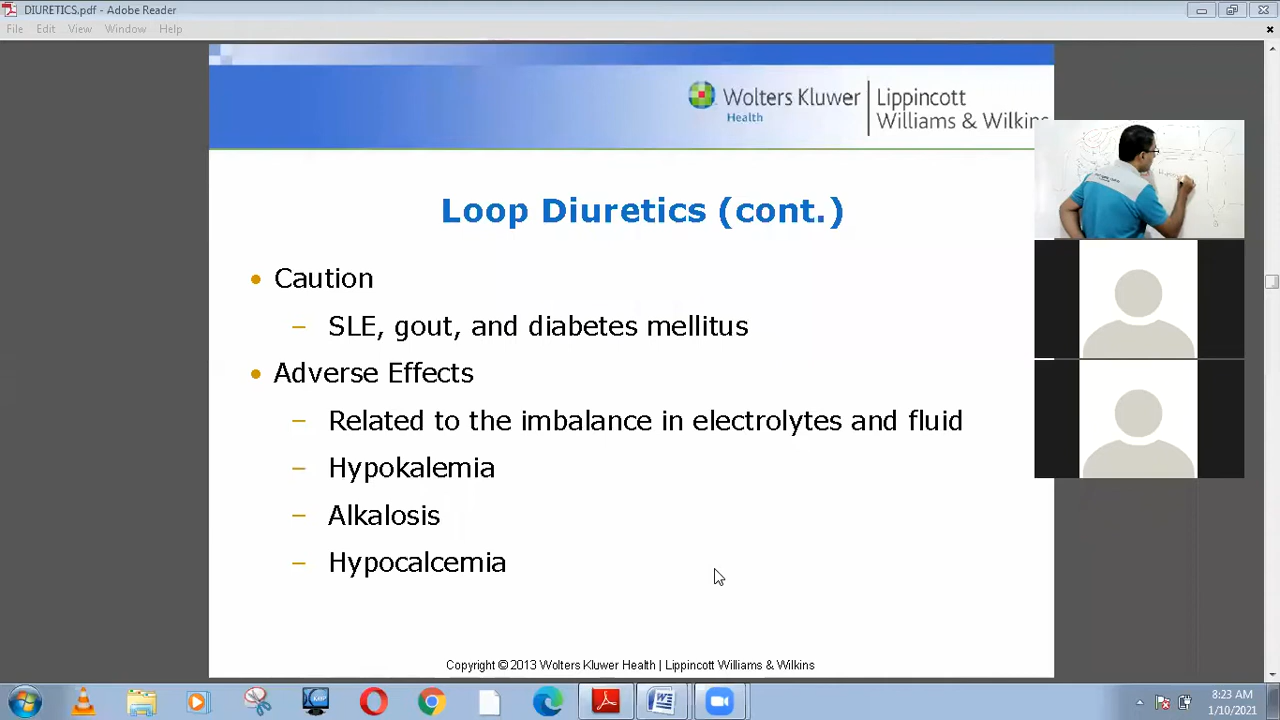 DIURETICS.pdf - Adobe Reader
File Edit View Window Help
Wolters Kluwer
Health
Lippincott
Williams & Wilkins
Loop Diuretics (cont.)
• Caution
– SLE, gout, and diabetes mellitus
• Adverse Effects
– Related to the imbalance in electrolytes and fluid
– Hypokalemia
– Alkalosis
– Hypocalcemia
Copyright © 2013 Wolters Kluwer Health | Lippincott Williams & Wilkins
8:23 AM
1/10/2021